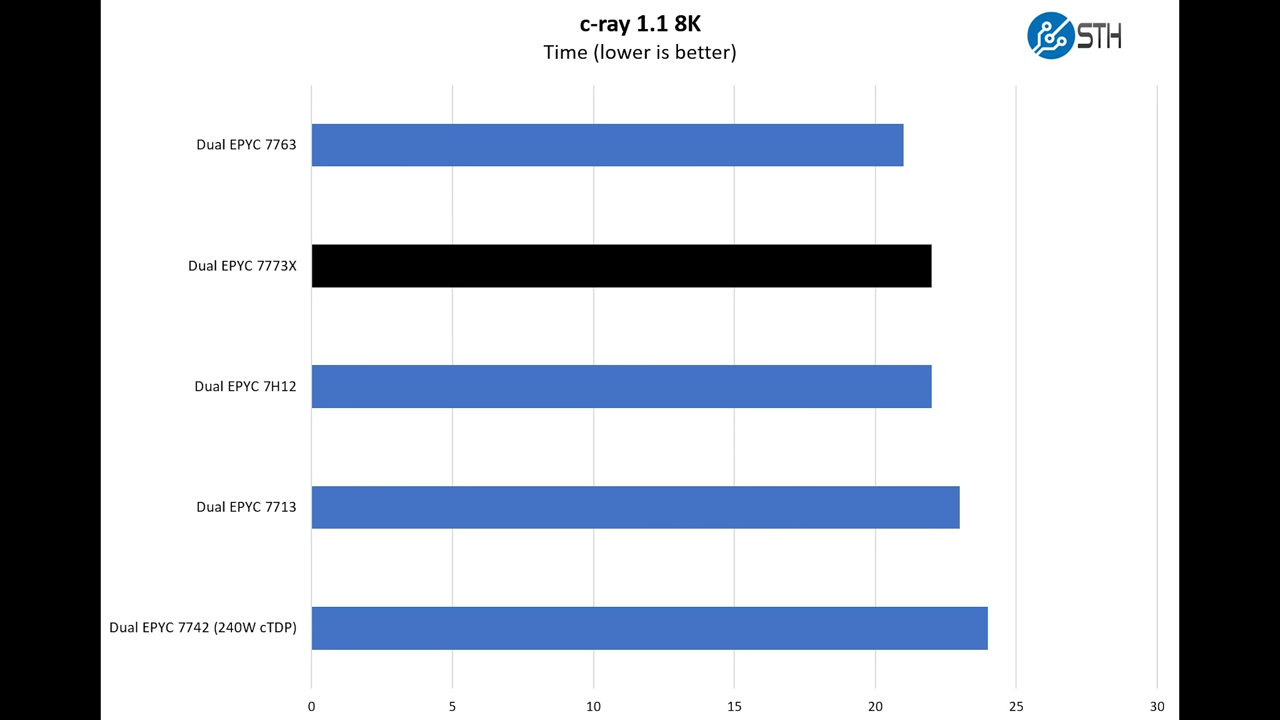 c-ray 1.1 8K
Time (lower is better)
STH
Dual EPYC 7763
Dual EPYC 7773X
Dual EPYC 7H12
Dual EPYC 7713
Dual EPYC 7742 (240W cTDP)
0 5 10 15 20 25 30